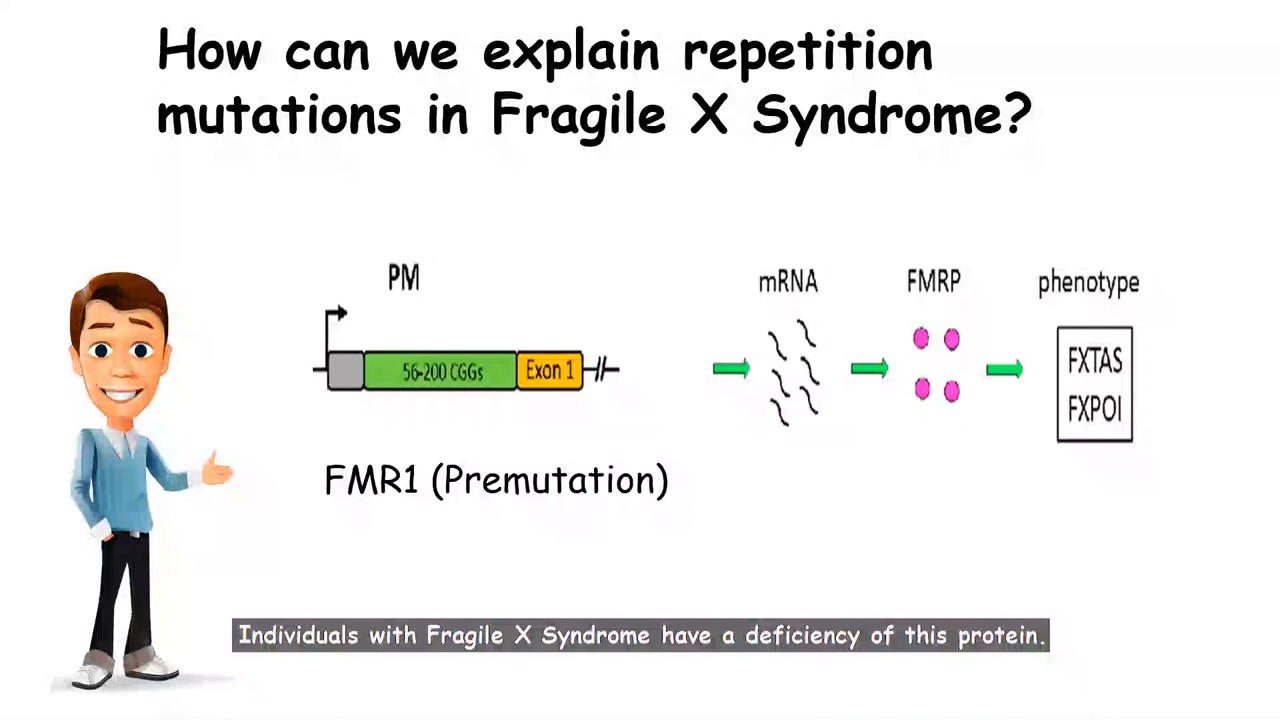 How can we explain repetition
mutations in Fragile X Syndrome?
PM
mRNA
FMRP
phenotype
56-200 CGGs
Exon 1
FXTAS
FXPOI
FMR1 (Premutation)
Individuals with Fragile X Syndrome have a deficiency of this protein.